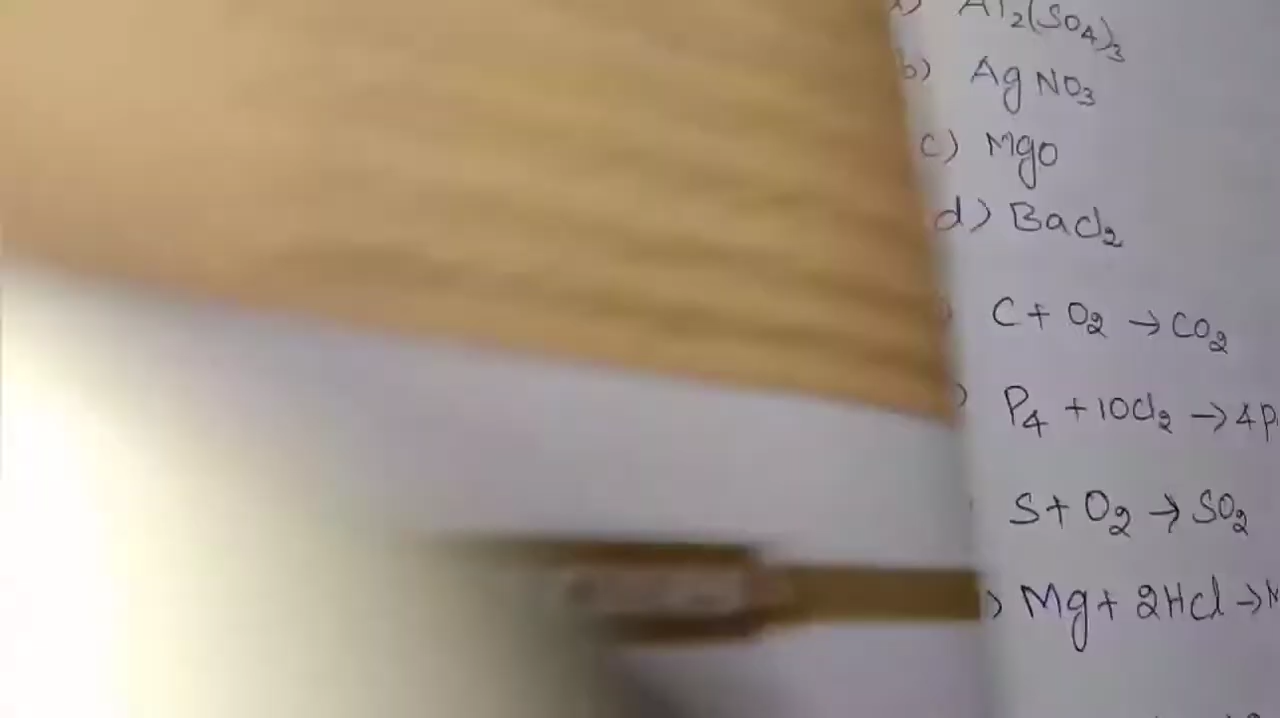 Al₂(SO₄)₃
b) AgNO₃
c) MgO
d) BaCl₂
C + O₂ → CO₂
) P₄ + 10Cl₂ → 4P
S + O₂ → SO₂
) Mg + 2HCl →